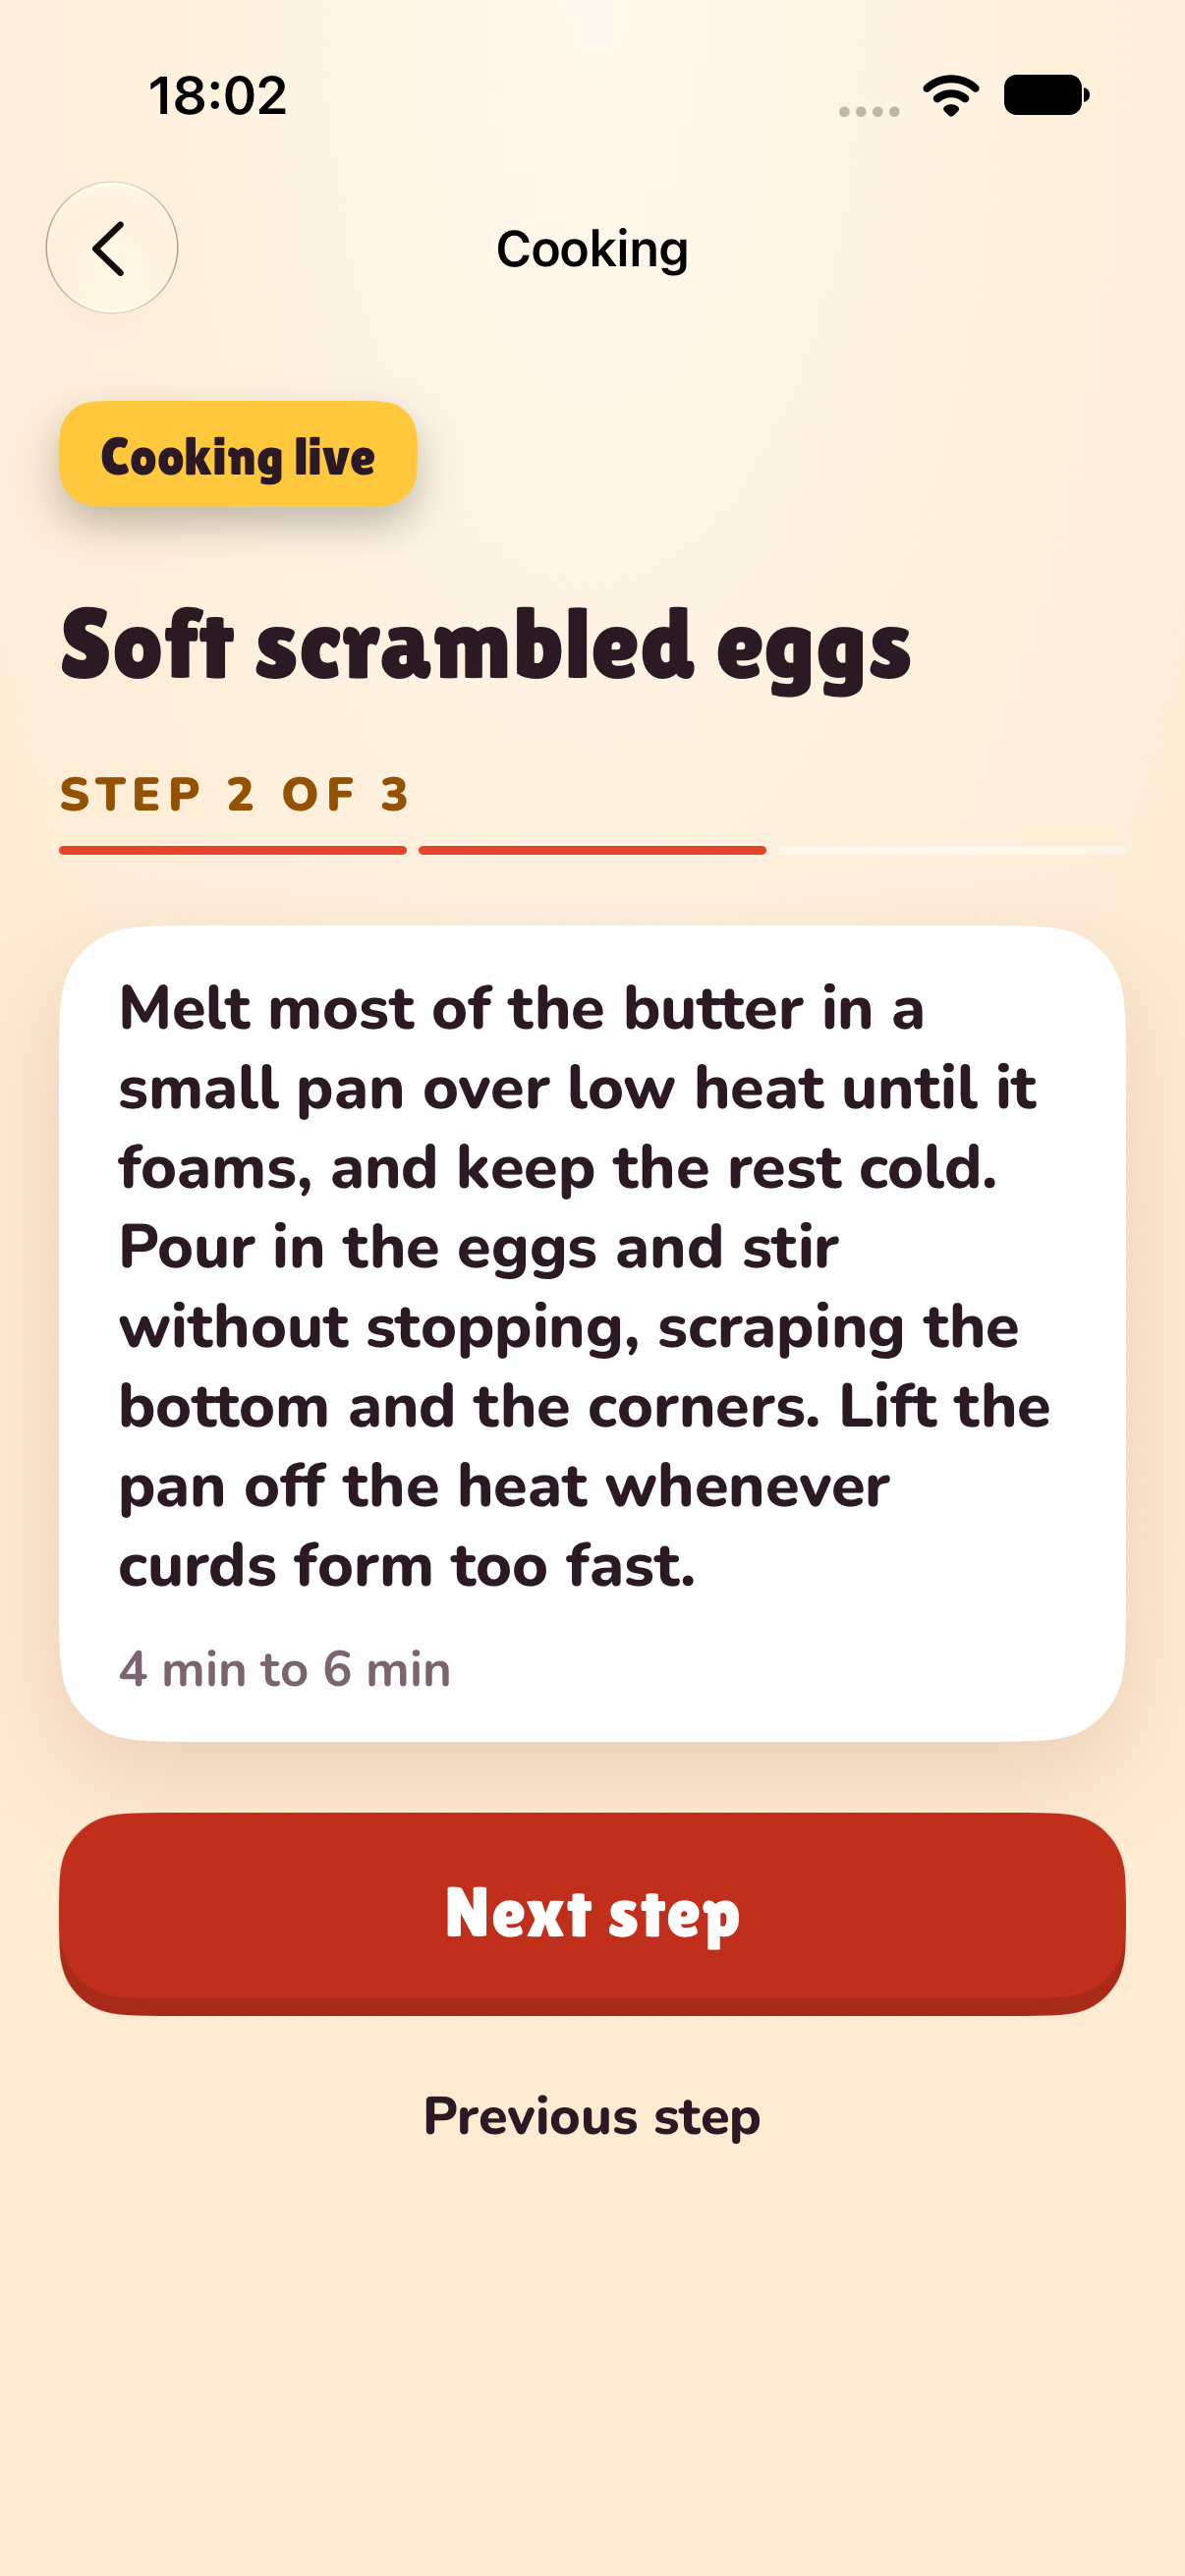 18:02
Cooking
Cooking live
Soft scrambled eggs
STEP 2 OF 3
Melt most of the butter in a
small pan over low heat until it
foams, and keep the rest cold.
Pour in the eggs and stir
without stopping, scraping the
bottom and the corners. Lift the
pan off the heat whenever
curds form too fast.
4 min to 6 min
Next step
Previous step